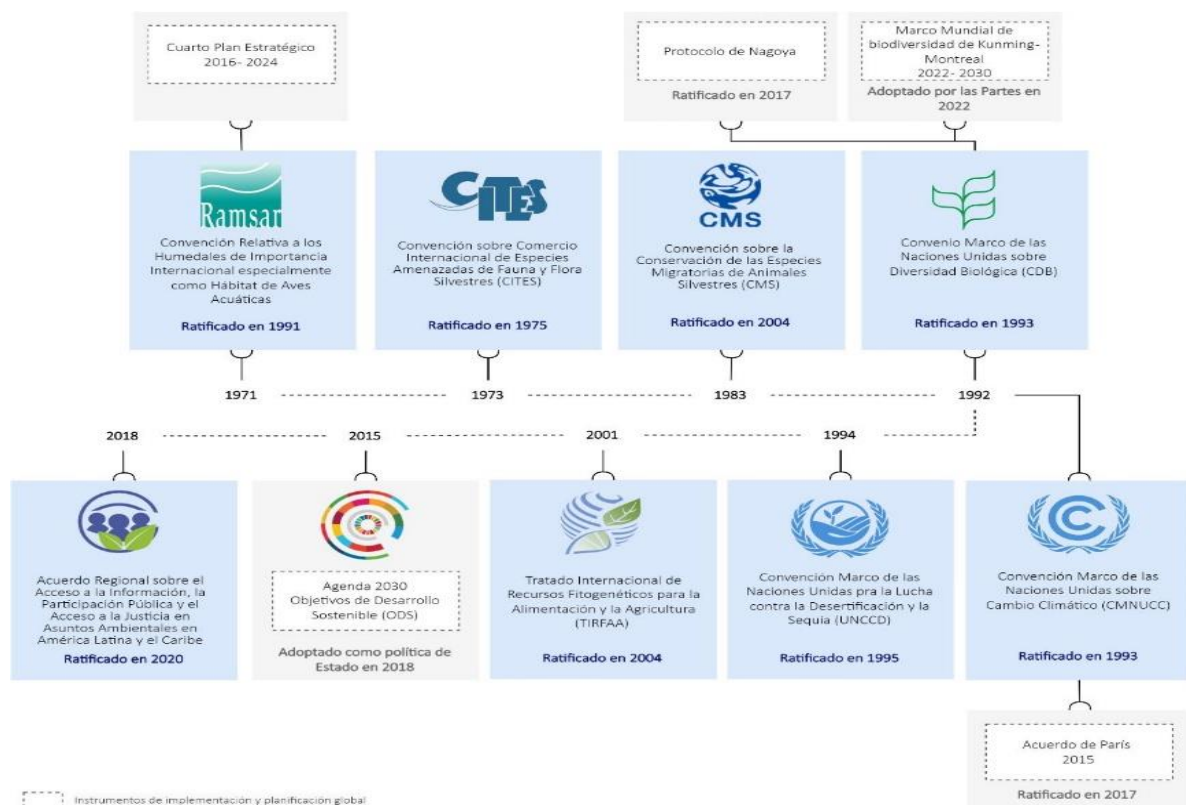 Cuarto Plan Estratégico
2016- 2024
Protocolo de Nagoya
Ratificado en 2017
Marco Mundial de
biodiversidad de Kunming-
Montreal
2022- 2030
Adoptado por las Partes en
2022
Ramsar
Convención Relativa a los
Humedales de Importancia
Internacional especialmente
como Hábitat de Aves
Acuáticas
Ratificado en 1991
CITES
Convención sobre Comercio
Internacional de Especies
Amenazadas de Fauna y Flora
Silvestres (CITES)
Ratificado en 1975
CMS
Convención sobre la
Conservación de las Especies
Migratorias de Animales
Silvestres (CMS)
Ratificado en 2004
Convenio Marco de las
Naciones Unidas sobre
Diversidad Biológica (CDB)
Ratificado en 1993
1971
1973
1983
1992
2018
2015
2001
1994
Acuerdo Regional sobre el
Acceso a la Información, la
Participación Pública y el
Acceso a la Justicia en
Asuntos Ambientales en
América Latina y el Caribe
Ratificado en 2020
Agenda 2030
Objetivos de Desarrollo
Sostenible (ODS)
Adoptado como política de
Estado en 2018
Tratado Internacional de
Recursos Fitogenéticos para la
Alimentación y la Agricultura
(TIRFAA)
Ratificado en 2004
Convención Marco de las
Naciones Unidas pra la Lucha
contra la Desertificación y la
Sequia (UNCCD)
Ratificado en 1995
Convención Marco de las
Naciones Unidas sobre
Cambio Climático (CMNUCC)
Ratificado en 1993
Acuerdo de París
2015
Ratificado en 2017
Instrumentos de implementación y planificación global